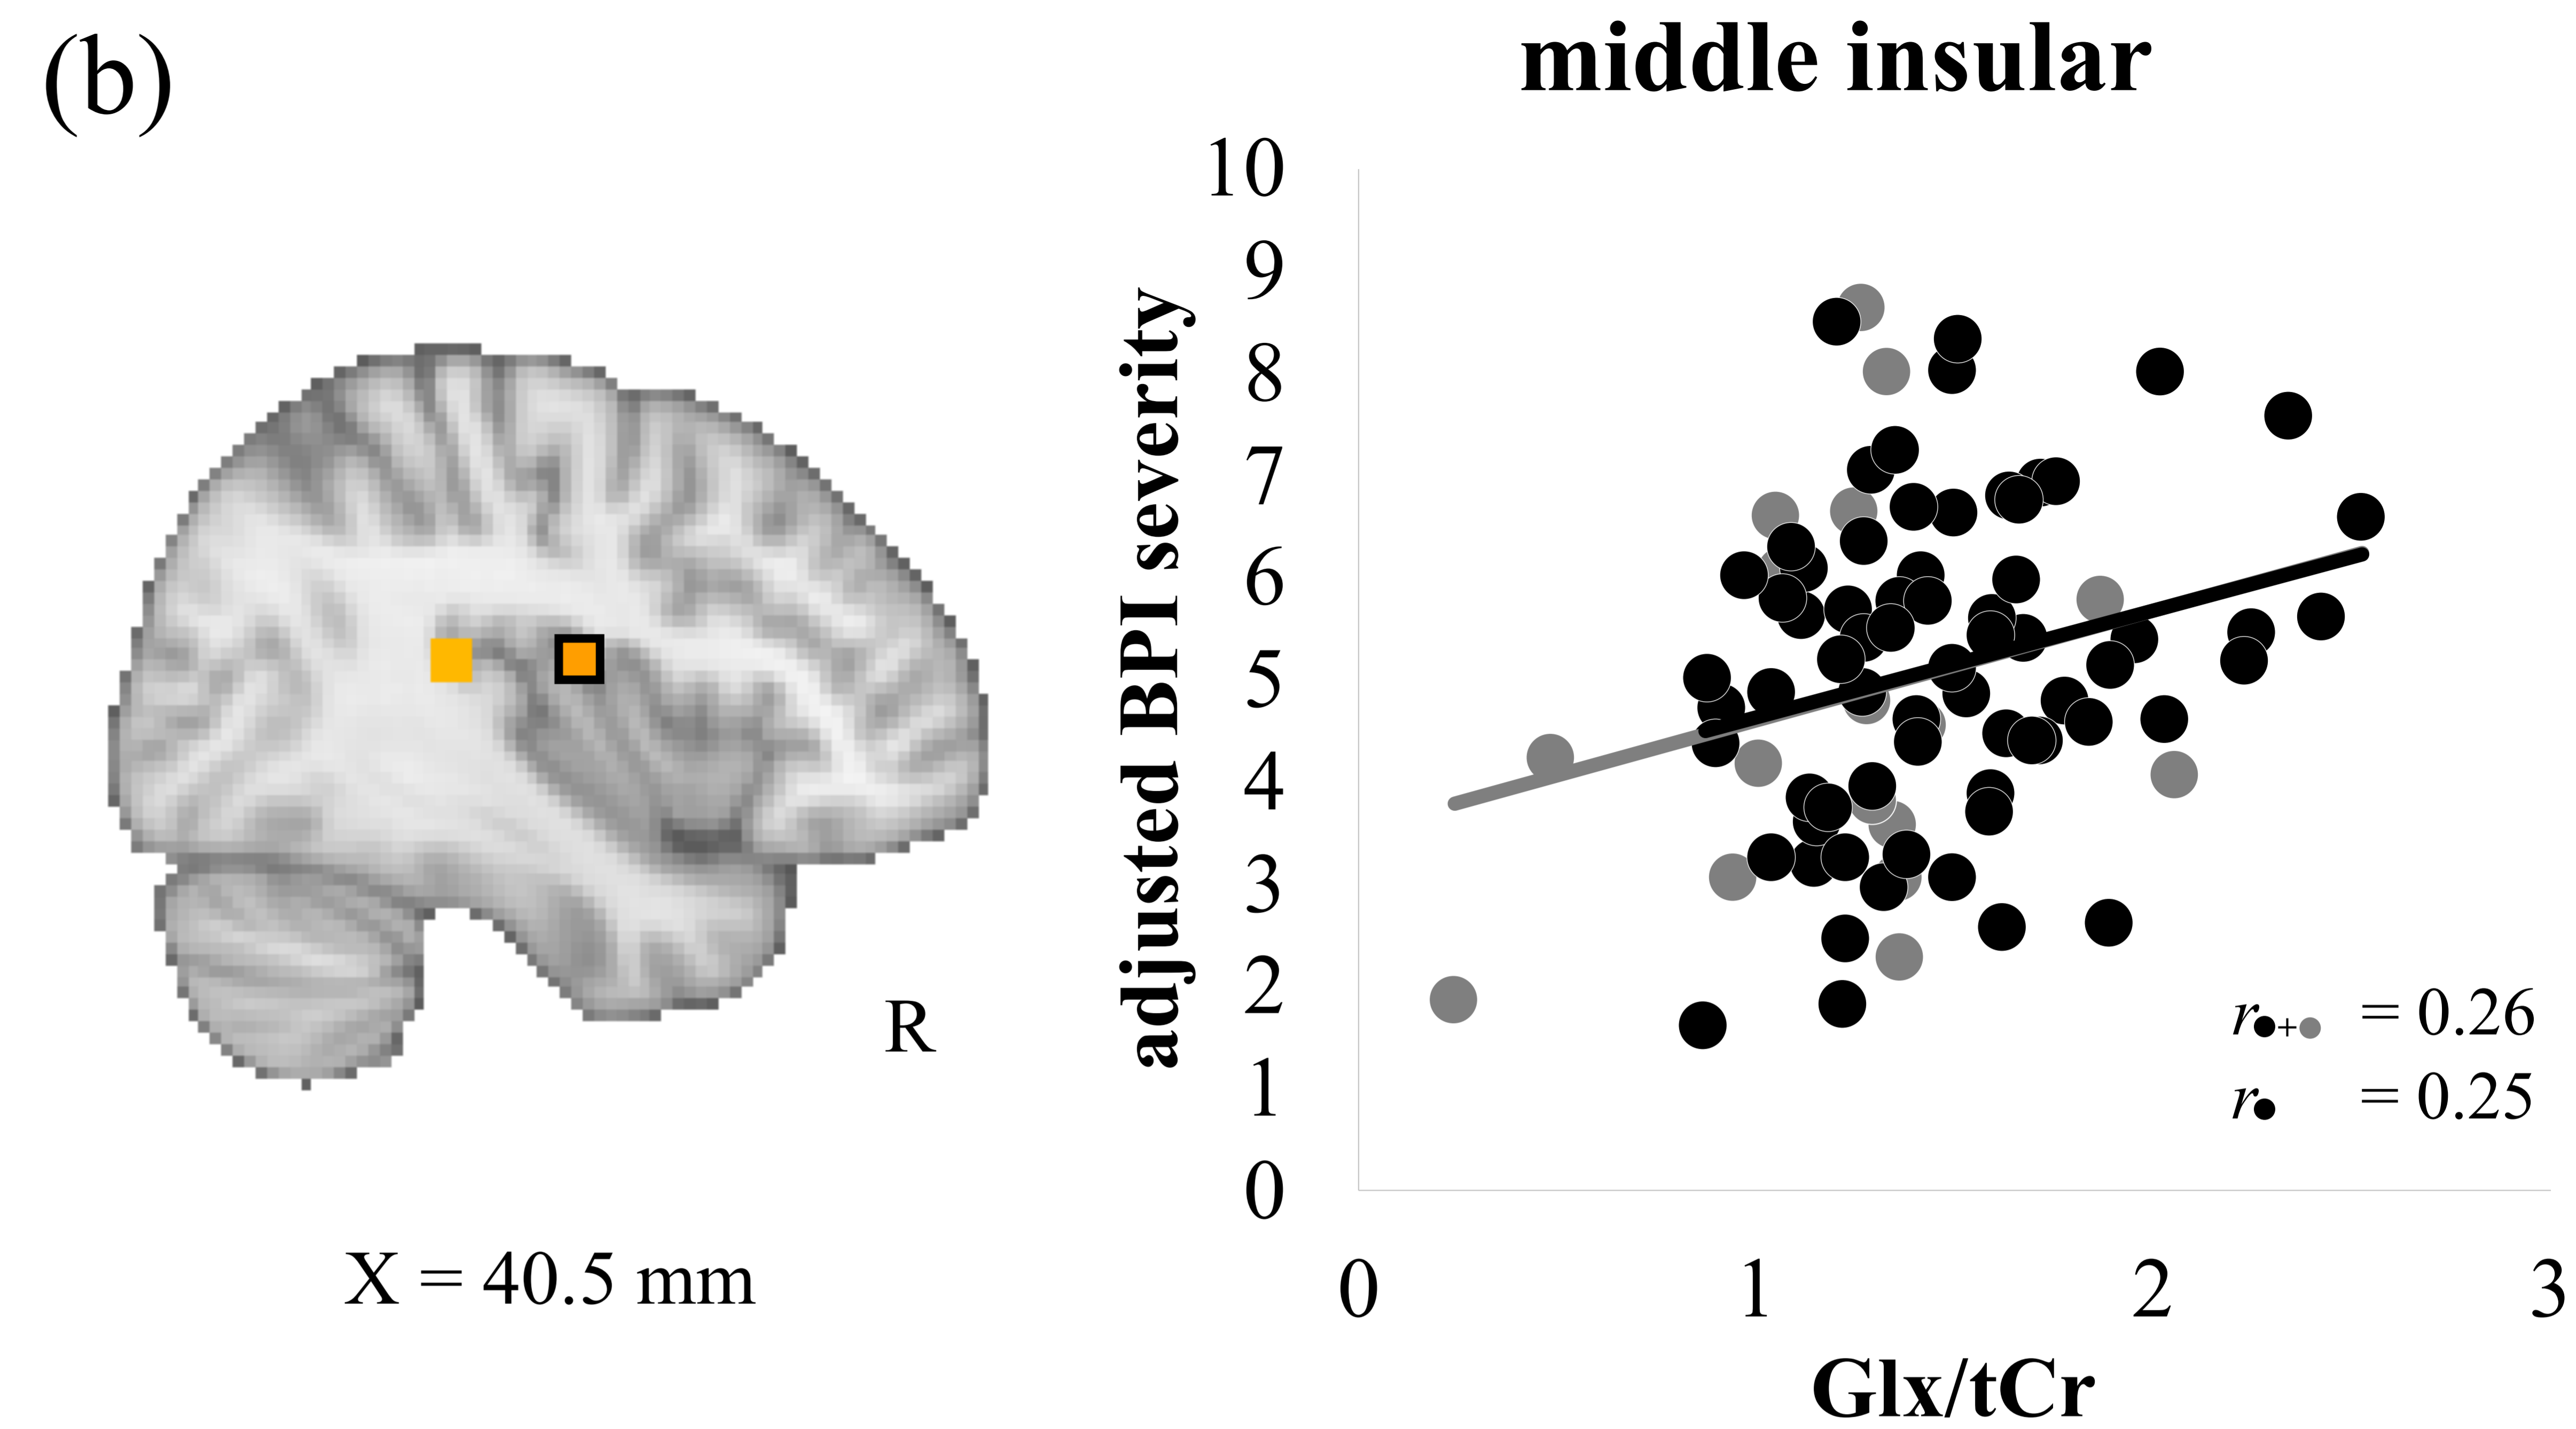 (b)
R
X = 40.5 mm
middle insular
adjusted BPI severity
10
9
8
7
6
5
4
3
2
1
0
0 1 2 3
Glx/tCr
r●+● = 0.26
r● = 0.25